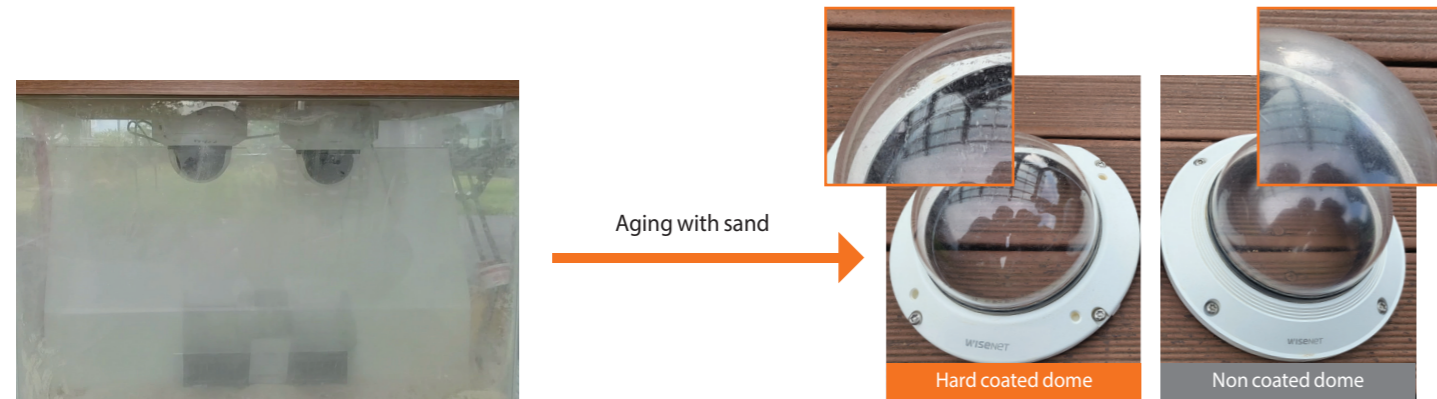 Aging with sand
WISENET
Hard coated dome
WISENET
Non coated dome